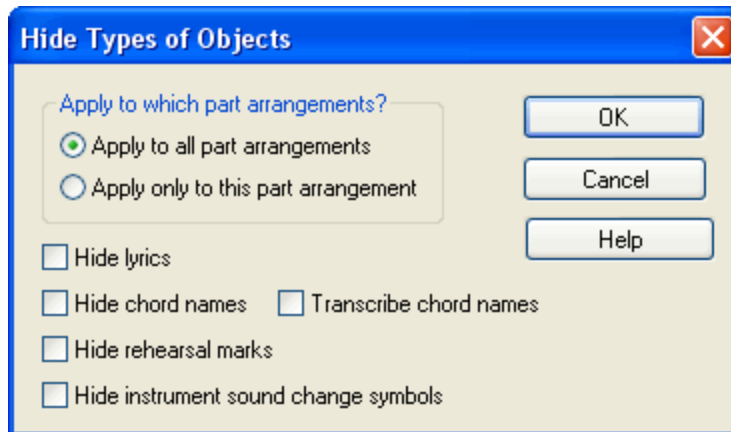 Hide Types of Objects
Apply to which part arrangements?
Apply to all part arrangements
Apply only to this part arrangement
OK
Cancel
Help
Hide lyrics
Hide chord names Transcribe chord names
Hide rehearsal marks
Hide instrument sound change symbols